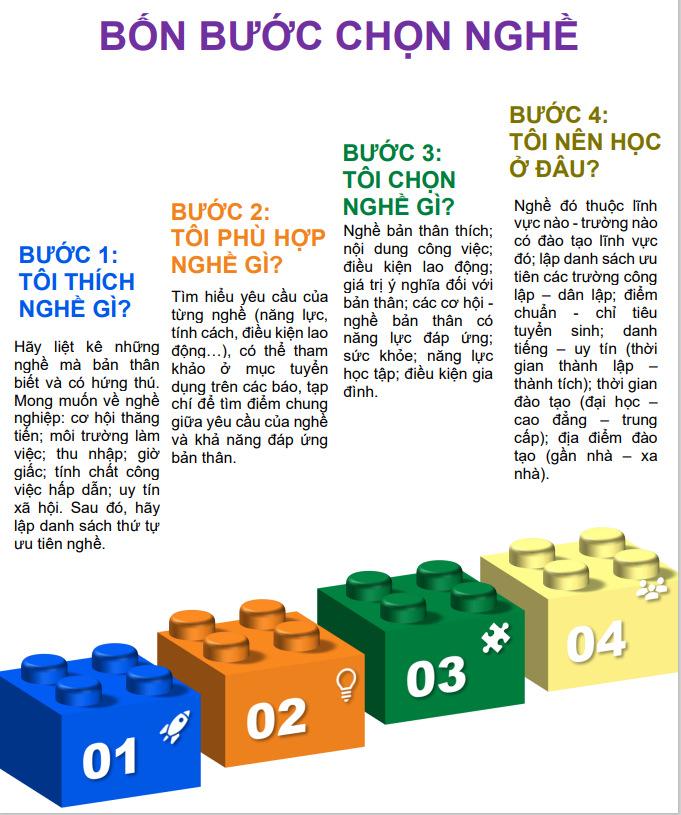 BỐN BƯỚC CHỌN NGHỀ
BƯỚC 1:
TÔI THÍCH
NGHỀ GÌ?
Hãy liệt kê những
nghề mà bản thân
biết và có hứng thú.
Mong muốn về nghề
nghiệp: cơ hội thăng
tiến; môi trường làm
việc; thu nhập; giờ
giấc; tính chất công
việc hấp dẫn; uy tín
xã hội. Sau đó, hãy
lập danh sách thứ tự
ưu tiên nghề.
BƯỚC 2:
TÔI PHÙ HỢP
NGHỀ GÌ?
Tìm hiểu yêu cầu của
từng nghề (năng lực,
tính cách, điều kiện lao
động…), có thể tham
khảo ở mục tuyển
dụng trên các báo, tạp
chí để tìm điểm chung
giữa yêu cầu của nghề
và khả năng đáp ứng
bản thân.
BƯỚC 3:
TÔI CHỌN
NGHỀ GÌ?
Nghề bản thân thích;
nội dung công việc;
điều kiện lao động;
giá trị ý nghĩa đối với
bản thân; các cơ hội -
nghề bản thân có
năng lực đáp ứng;
sức khỏe; năng lực
học tập; điều kiện gia
đình.
BƯỚC 4:
TÔI NÊN HỌC
Ở ĐÂU?
Nghề đó thuộc lĩnh
vực nào - trường nào
có đào tạo lĩnh vực
đó; lập danh sách ưu
tiên các trường công
lập – dân lập; điểm
chuẩn - chỉ tiêu
tuyển sinh; danh
tiếng – uy tín (thời
gian thành lập –
thành tích); thời gian
đào tạo (đại học –
cao đẳng – trung
cấp); địa điểm đào
tạo (gần nhà – xa
nhà).
01
02
03
04